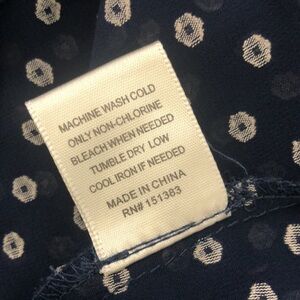 MACHINE WASH COLD
ONLY NON-CHLORINE
BLEACH WHEN NEEDED
TUMBLE DRY LOW
COOL IRON IF NEEDED
MADE IN CHINA
RN# 151383